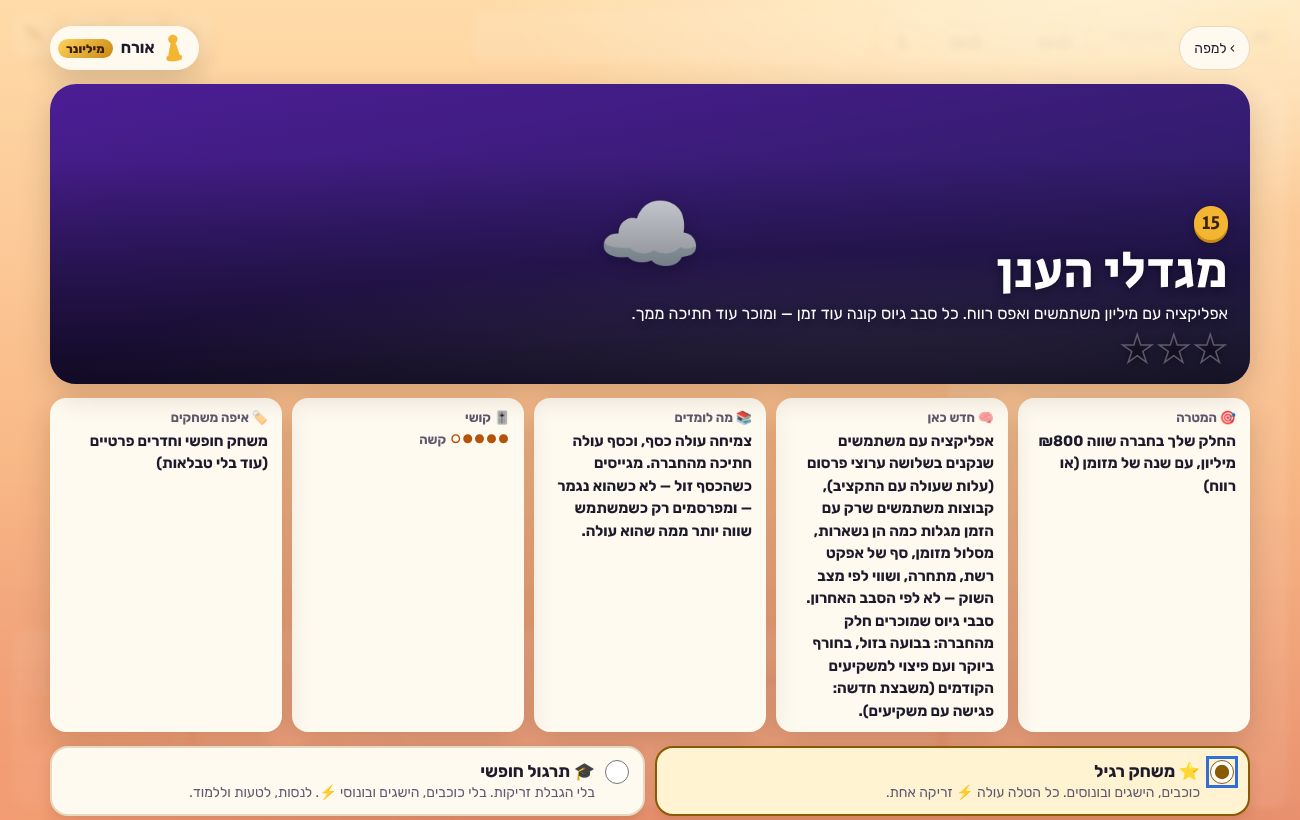 ‹ למפה
אורח מיליונר
15
מגדלי הענן
אפליקציה עם מיליון משתמשים ואפס רווח. כל סבב גיוס קונה עוד זמן – ומוכר עוד חתיכה ממך.
🎯 המטרה
החלק שלך בחברה שווה 800₪
מיליון, עם שנה של מזומן (או
רווח)
🧠 חדש כאן
אפליקציה עם משתמשים
שנקנים בשלושה ערוצי פרסום
(עלות שעולה עם התקציב),
קבוצות משתמשים שרק עם
הזמן מגלות כמה הן נשארות,
מסלול מזומן, סף של אפקט
רשת, מתחרה, ושווי לפי מצב
השוק – לא לפי הסבב האחרון.
סבבי גיוס שמוכרים חלק
מהחברה: בבועה בזול, בחורף
ביוקר ועם פיצוי למשקיעים
הקודמים (משבצת חדשה:
פגישה עם משקיעים).
📚 מה לומדים
צמיחה עולה כסף, וכסף עולה
חתיכה מהחברה. מגייסים
כשהכסף זול – לא כשהוא נגמר
– ומפרסמים רק כשמשתמש
שווה יותר ממה שהוא עולה.
🎚️ קושי
קשה
🏷️ איפה משחקים
משחק חופשי וחדרים פרטיים
(עוד בלי טבלאות)
⭐ משחק רגיל
כוכבים, הישגים ובונוסים. כל הטלה עולה ⚡ זריקה אחת.
🎓 תרגול חופשי
בלי הגבלת זריקות. בלי כוכבים, הישגים ובונוסי ⚡. לנסות, לטעות וללמוד.